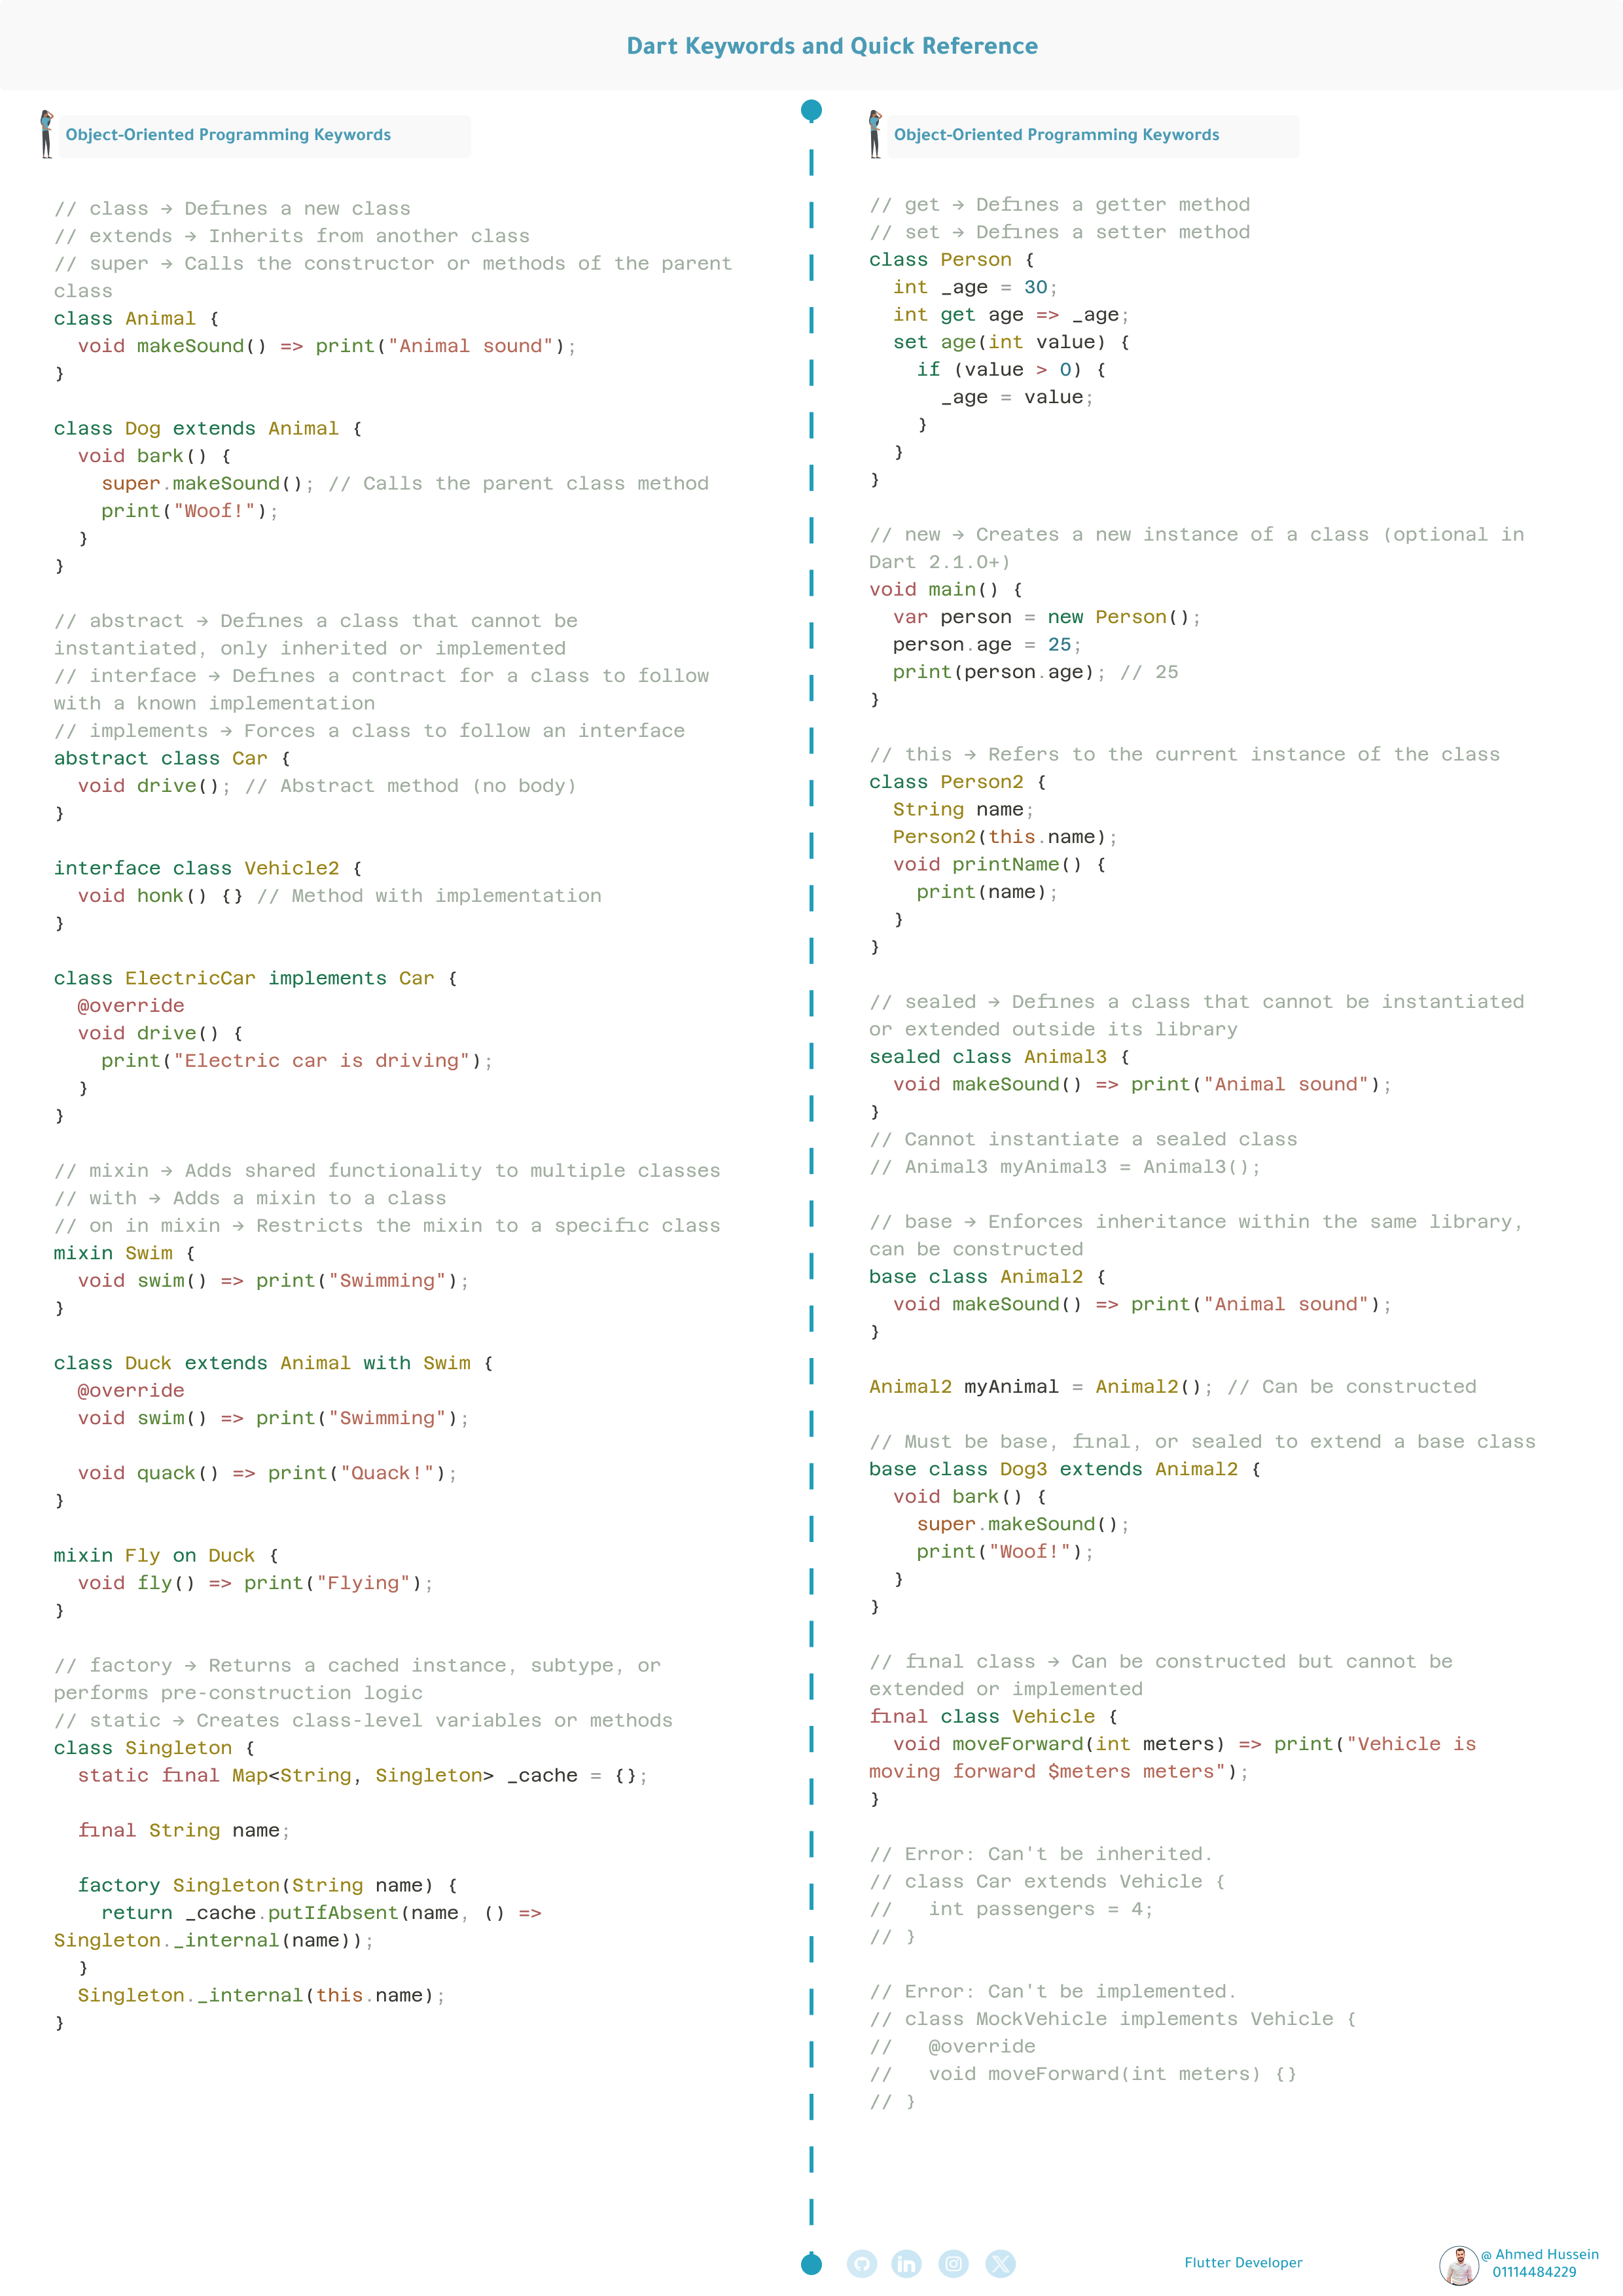 Dart Keywords and Quick Reference
Object-Oriented Programming Keywords
// class → Defines a new class
// extends → Inherits from another class
// super → Calls the constructor or methods of the parent
class
class Animal {
  void makeSound() => print("Animal sound");
}

class Dog extends Animal {
  void bark() {
    super.makeSound(); // Calls the parent class method
    print("Woof!");
  }
}

// abstract → Defines a class that cannot be
instantiated, only inherited or implemented
// interface → Defines a contract for a class to follow
with a known implementation
// implements → Forces a class to follow an interface
abstract class Car {
  void drive(); // Abstract method (no body)
}

interface class Vehicle2 {
  void honk() {} // Method with implementation
}

class ElectricCar implements Car {
  @override
  void drive() {
    print("Electric car is driving");
  }
}

// mixin → Adds shared functionality to multiple classes
// with → Adds a mixin to a class
// on in mixin → Restricts the mixin to a specific class
mixin Swim {
  void swim() => print("Swimming");
}

class Duck extends Animal with Swim {
  @override
  void swim() => print("Swimming");

  void quack() => print("Quack!");
}

mixin Fly on Duck {
  void fly() => print("Flying");
}

// factory → Returns a cached instance, subtype, or
performs pre-construction logic
// static → Creates class-level variables or methods
class Singleton {
  static final Map<String, Singleton> _cache = {};

  final String name;

  factory Singleton(String name) {
    return _cache.putIfAbsent(name, () =>
Singleton._internal(name));
  }
  Singleton._internal(this.name);
}
Object-Oriented Programming Keywords
// get → Defines a getter method
// set → Defines a setter method
class Person {
  int _age = 30;
  int get age => _age;
  set age(int value) {
    if (value > 0) {
      _age = value;
    }
  }
}

// new → Creates a new instance of a class (optional in
Dart 2.1.0+)
void main() {
  var person = new Person();
  person.age = 25;
  print(person.age); // 25
}

// this → Refers to the current instance of the class
class Person2 {
  String name;
  Person2(this.name);
  void printName() {
    print(name);
  }
}

// sealed → Defines a class that cannot be instantiated
or extended outside its library
sealed class Animal3 {
  void makeSound() => print("Animal sound");
}
// Cannot instantiate a sealed class
// Animal3 myAnimal3 = Animal3();

// base → Enforces inheritance within the same library,
can be constructed
base class Animal2 {
  void makeSound() => print("Animal sound");
}

Animal2 myAnimal = Animal2(); // Can be constructed

// Must be base, final, or sealed to extend a base class
base class Dog3 extends Animal2 {
  void bark() {
    super.makeSound();
    print("Woof!");
  }
}

// final class → Can be constructed but cannot be
extended or implemented
final class Vehicle {
  void moveForward(int meters) => print("Vehicle is
moving forward $meters meters");
}

// Error: Can't be inherited.
// class Car extends Vehicle {
//   int passengers = 4;
// }

// Error: Can't be implemented.
// class MockVehicle implements Vehicle {
//   @override
//   void moveForward(int meters) {}
// }
Flutter Developer
@ Ahmed Hussein
01114484229